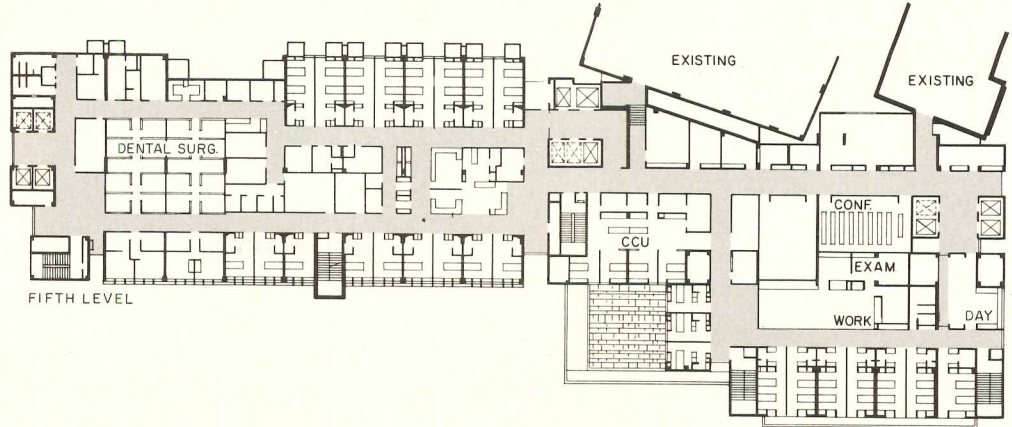 EXISTING
EXISTING
DENTAL SURG.
CONF.
CCU
EXAM.
WORK
DAY
FIFTH LEVEL